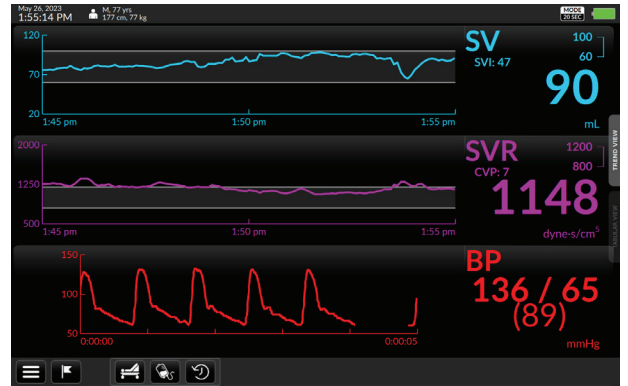 May 26, 2023
1:55:14 PM
M, 77 yrs
177 cm, 77 kg
MODE
20 SEC
120
70
20
1:45 pm
1:50 pm
1:55 pm
SV
SVI: 47
100
60
90
mL
TREND VIEW
2000
1250
500
1:45 pm
1:50 pm
1:55 pm
SVR
CVP: 7
1200
800
1148
dyne-s/cm⁵
TABULAR VIEW
150
100
50
0:00:00
0:00:05
BP
136 / 65
(89)
mmHg